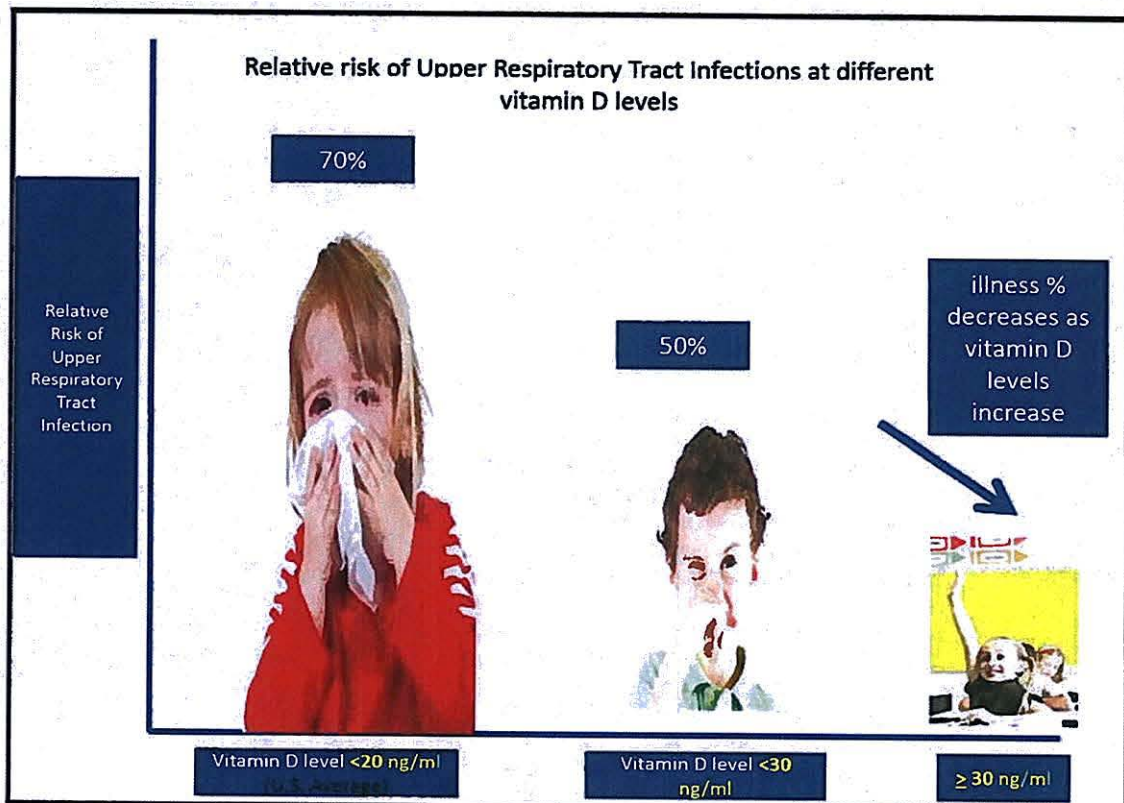 Relative risk of Upper Respiratory Tract Infections at different
vitamin D levels
70%
Relative
Risk of
Upper
Respiratory
Tract
Infection
50%
illness %
decreases as
vitamin D
levels
increase
Vitamin D level <20 ng/ml
(U.S. Average)
Vitamin D level <30
ng/ml
≥ 30 ng/ml